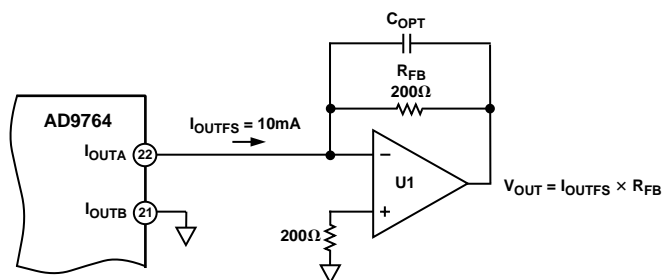 C_OPT
R_FB
200Ω
AD9764
I_OUTFS = 10mA
I_OUTA
22
−
U1
V_OUT = I_OUTFS × R_FB
I_OUTB
21
+
200Ω